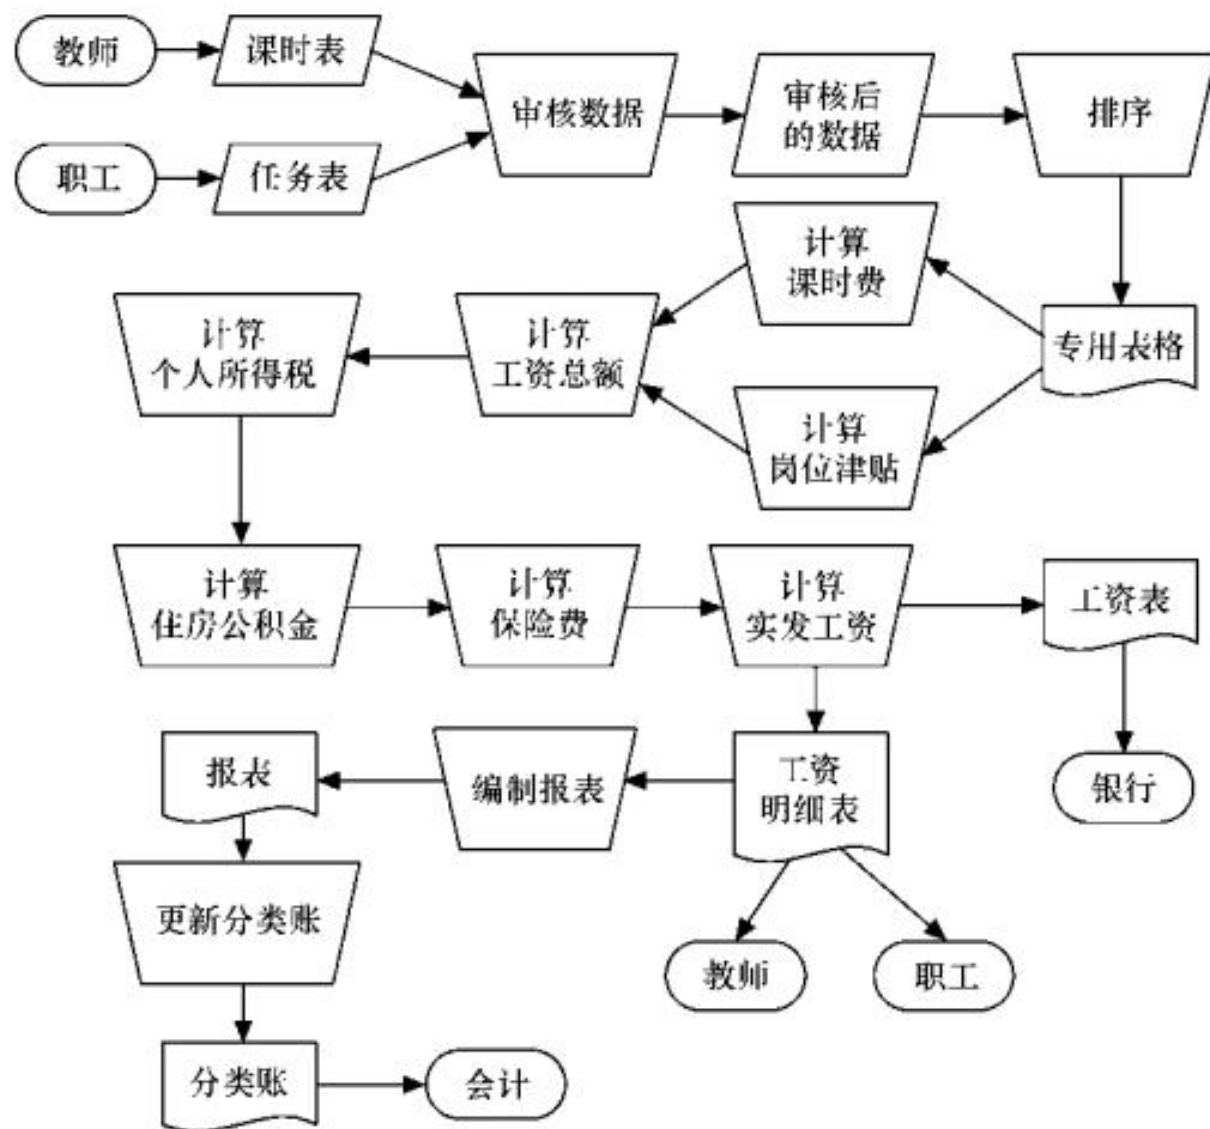 教师
课时表
审核数据
审核后
的数据
排序
职工
任务表
计算
课时费
计算
个人所得税
计算
工资总额
专用表格
计算
岗位津贴
计算
住房公积金
计算
保险费
计算
实发工资
工资表
报表
编制报表
工资
明细表
银行
更新分类账
教师
职工
分类账
会计